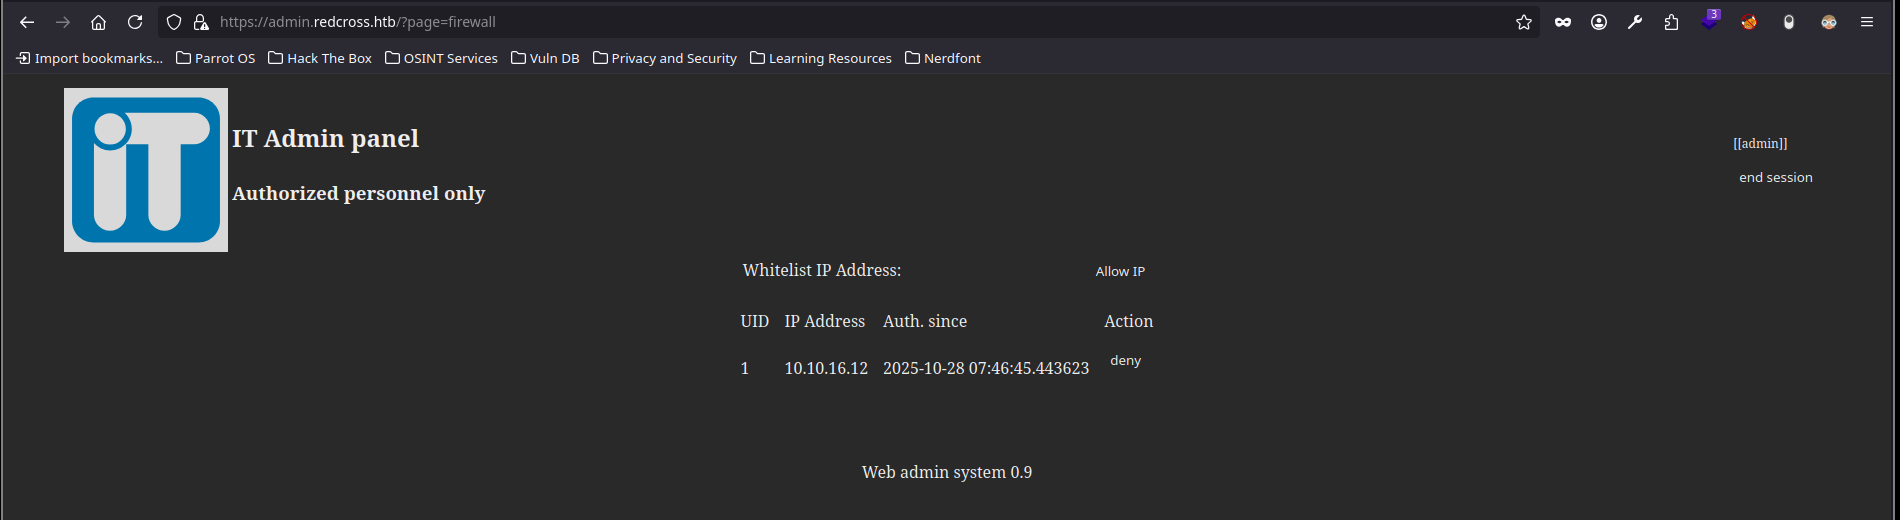 https://admin.redcross.htb/?page=firewall
3
Import bookmarks... Parrot OS Hack The Box OSINT Services Vuln DB Privacy and Security Learning Resources Nerdfont
iT
IT Admin panel
Authorized personnel only
[[admin]]
end session
Whitelist IP Address: Allow IP
UID IP Address Auth. since Action
1 10.10.16.12 2025-10-28 07:46:45.443623 deny
Web admin system 0.9